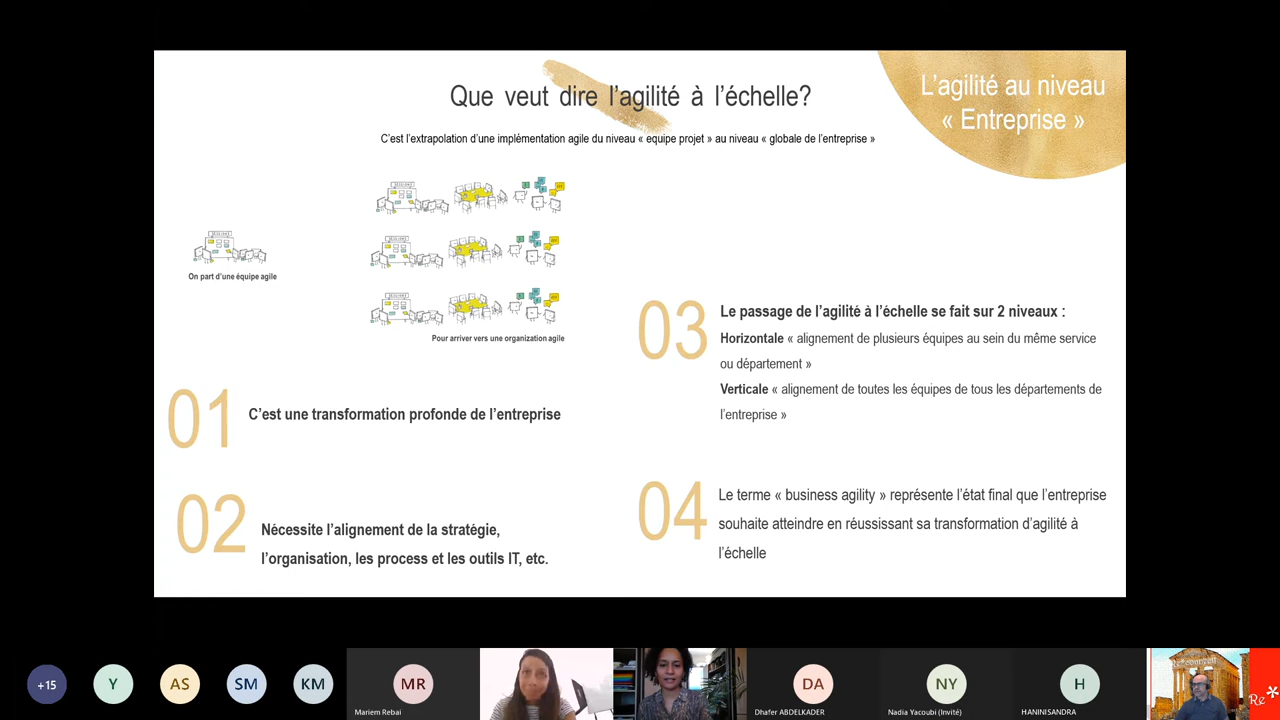 Que veut dire l'agilité à l'échelle?
L'agilité au niveau
« Entreprise »
C'est l'extrapolation d'une implémentation agile du niveau « equipe projet » au niveau « globale de l'entreprise »
On part d'une équipe agile
Pour arriver vers une organization agile
01
C'est une transformation profonde de l'entreprise
02
Nécessite l'alignement de la stratégie,
l'organisation, les process et les outils IT, etc.
03
Le passage de l'agilité à l'échelle se fait sur 2 niveaux :
Horizontale « alignement de plusieurs équipes au sein du même service
ou département »
Verticale « alignement de toutes les équipes de tous les départements de
l'entreprise »
04
Le terme « business agility » représente l'état final que l'entreprise
souhaite atteindre en réussissant sa transformation d'agilité à
l'échelle
+15
Y
AS
SM
KM
MR
Mariem Rebai
DA
Dhafer ABDELKADER
NY
Nadia Yacoubi (Invité)
H
HANINISANDRA
Re*